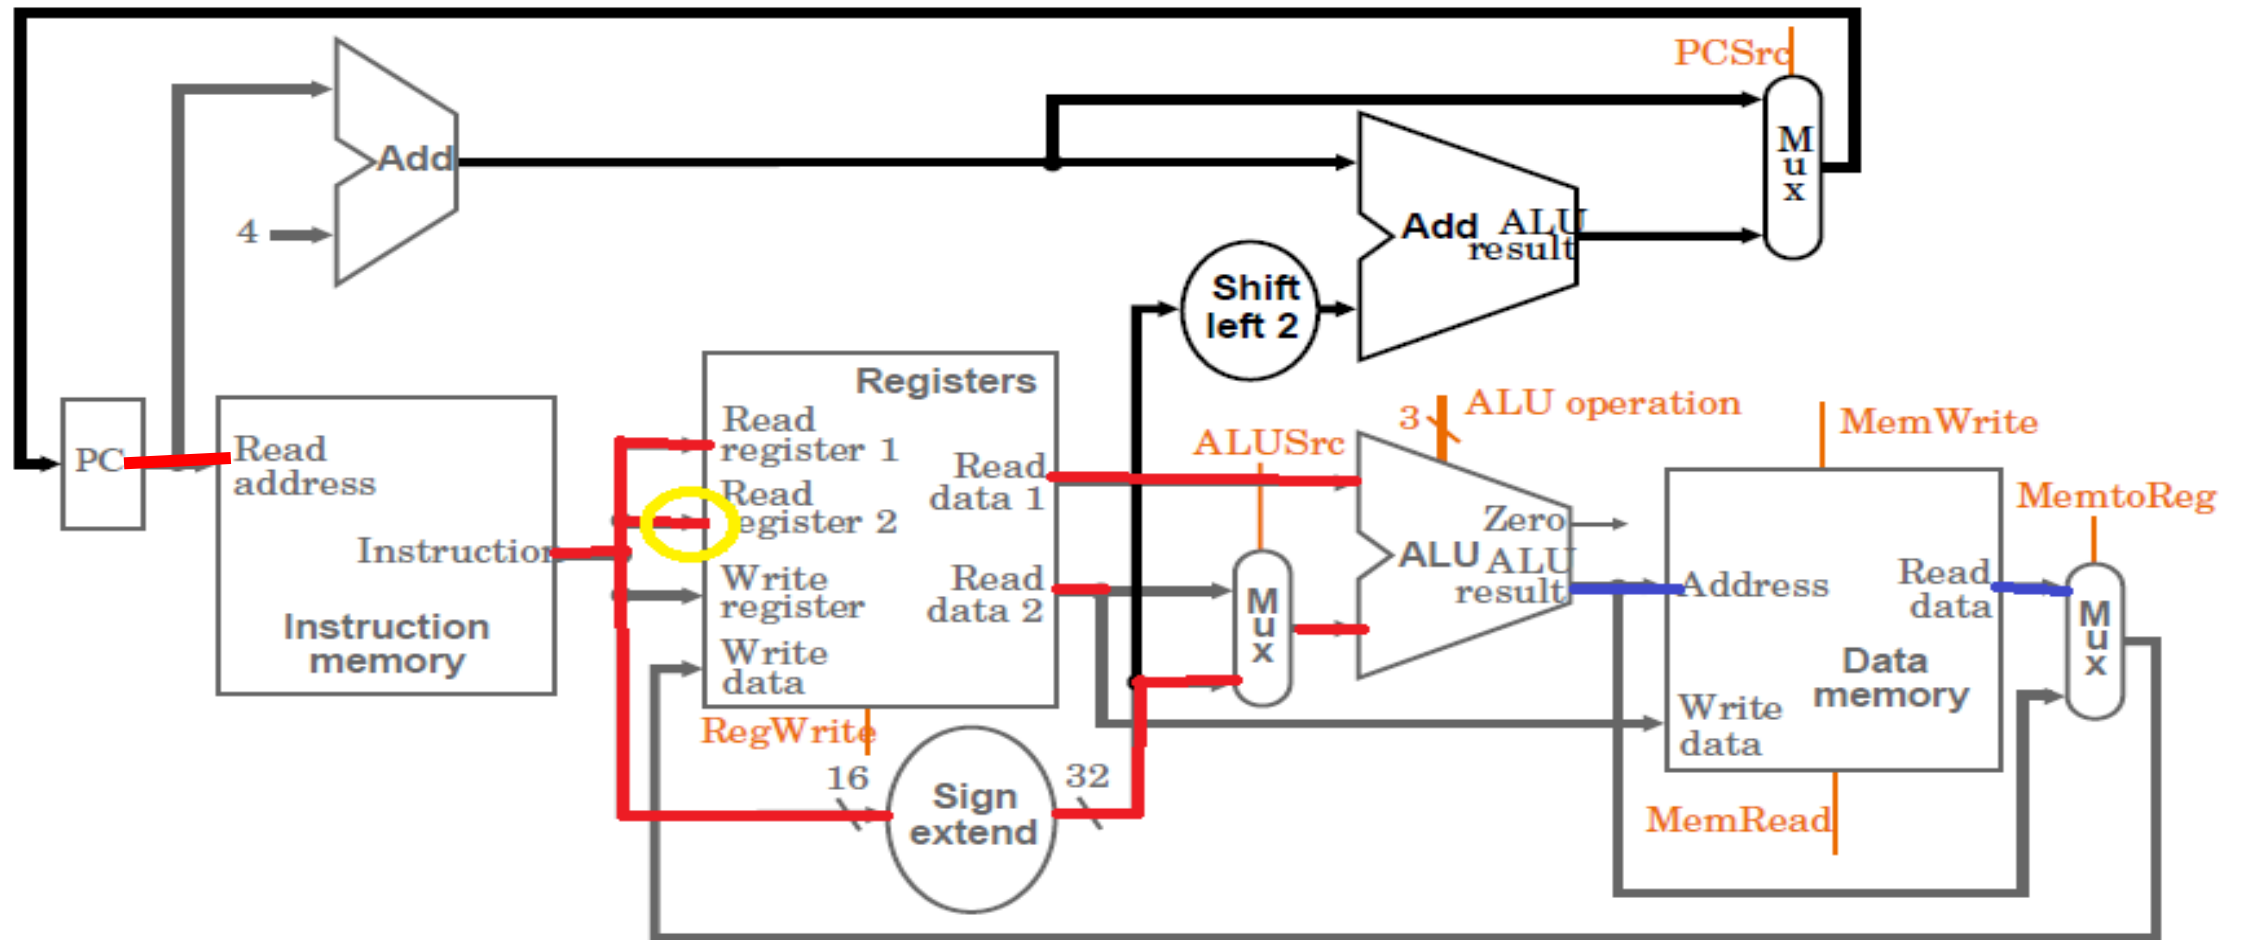 PCSrc
M
u
x
Add
4
Add
ALU
result
Shift
left 2
PC
Read
address
Instruction
Instruction
memory
Registers
Read
register 1
Read
register 2
Write
register
Write
data
Read
data 1
Read
data 2
RegWrite
16
Sign
extend
32
ALUSrc
M
u
x
3
ALU operation
Zero
ALU
ALU
result
MemWrite
Address
Read
data
Write
data
Data
memory
MemRead
MemtoReg
M
u
x